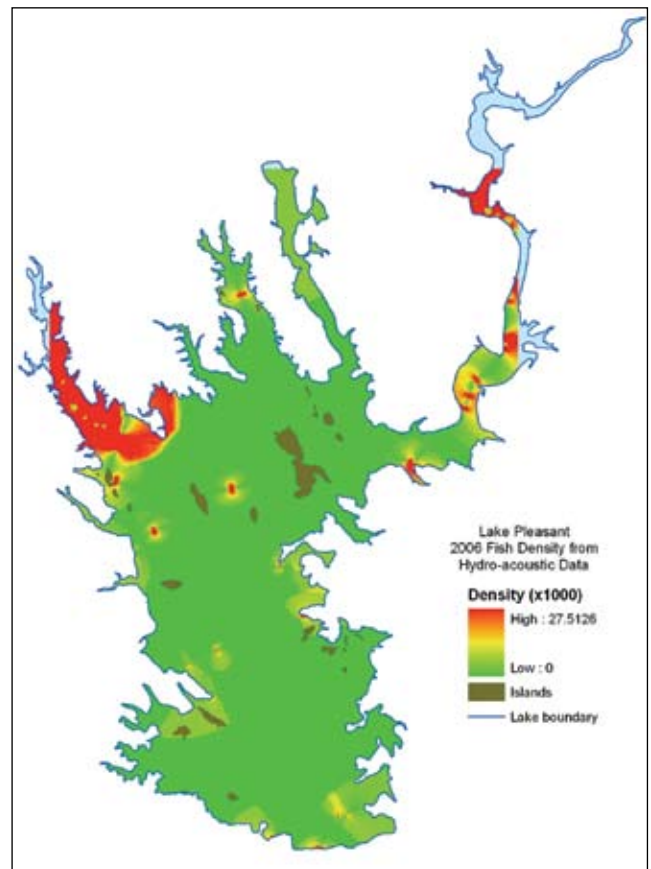 Lake Pleasant
2006 Fish Density from
Hydro-acoustic Data
Density (x1000)
High : 27.5126
Low : 0
Islands
Lake boundary